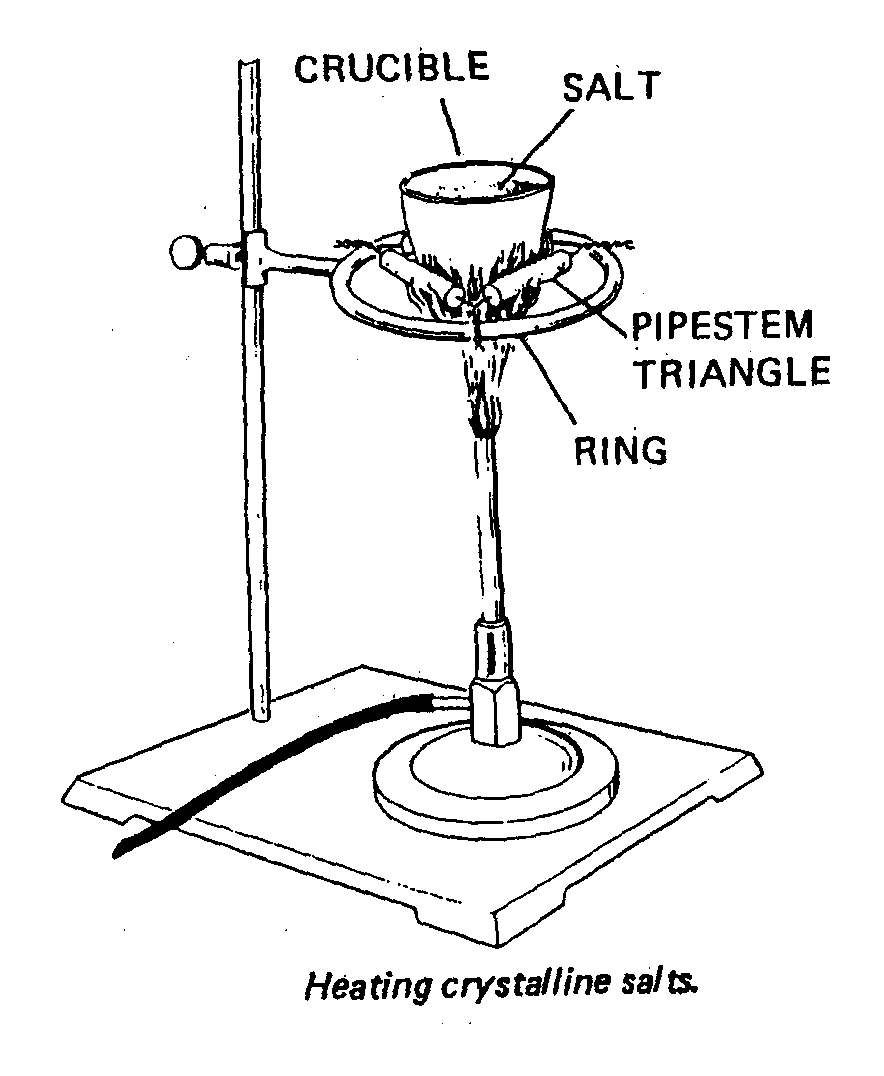 CRUCIBLE
SALT
PIPESTEM
TRIANGLE
RING
Heating crystalline salts.